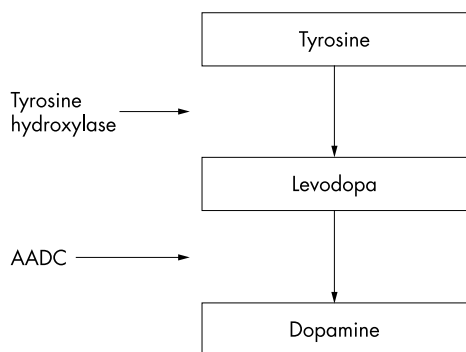 Tyrosine
Tyrosine
hydroxylase
Levodopa
AADC
Dopamine